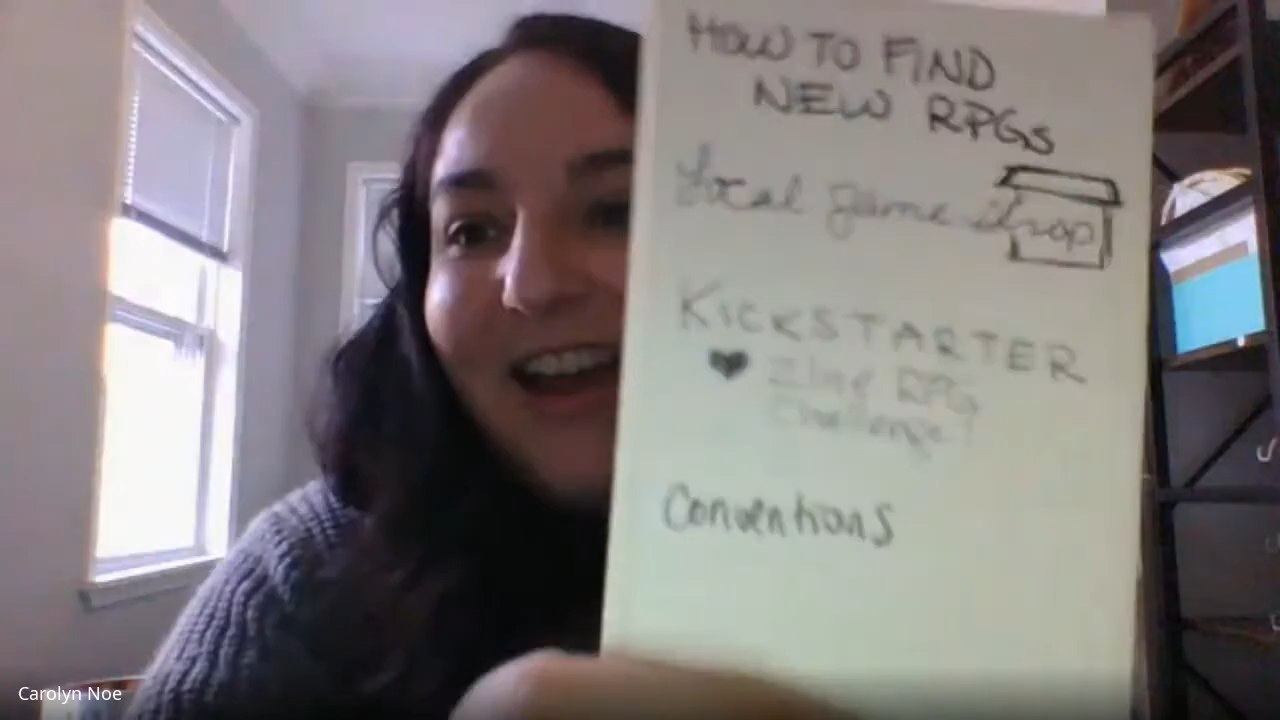 HOW TO FIND
NEW RPGs
Local game shop
KICKSTARTER
Zine RPG
Challenge!
Conventions
Carolyn Noe